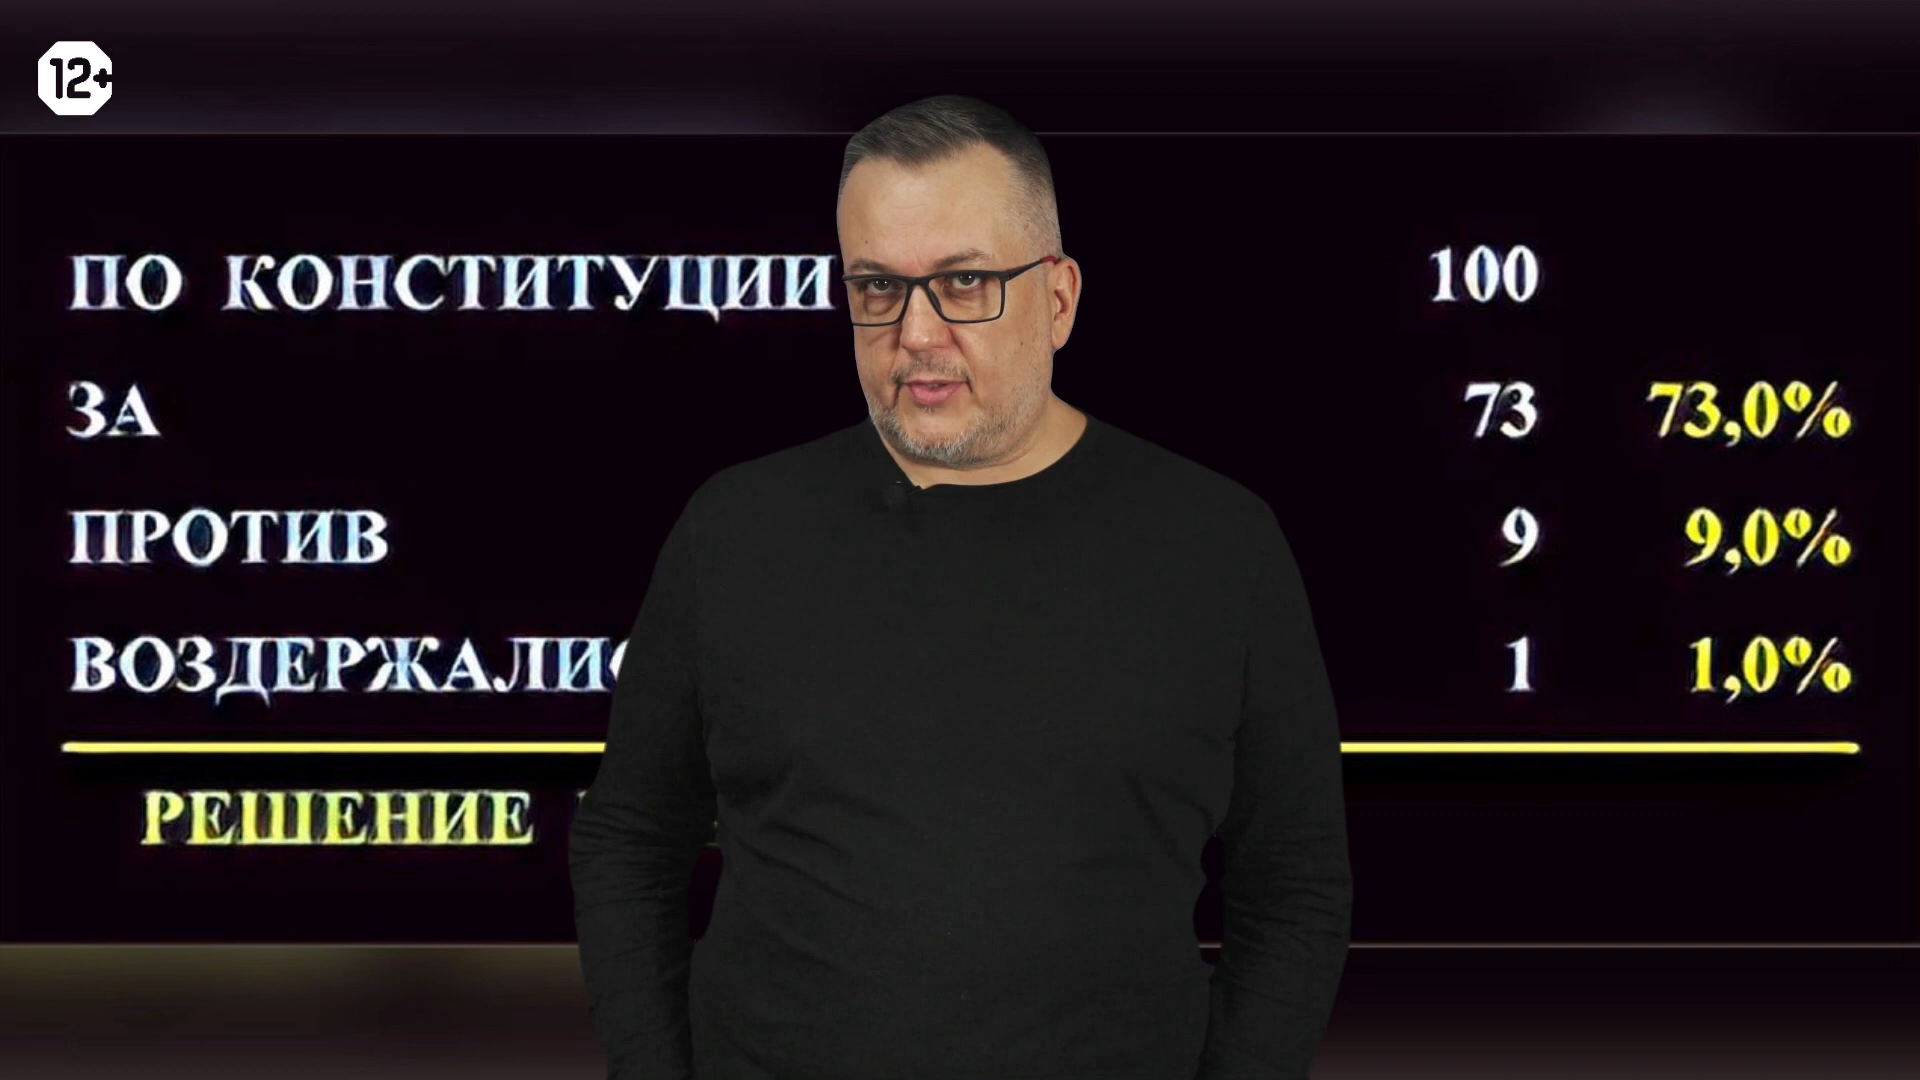 12+
ПО КОНСТИТУЦИИ 100
ЗА 73 73,0%
ПРОТИВ 9 9,0%
1 1,0%
РЕШЕНИЕ